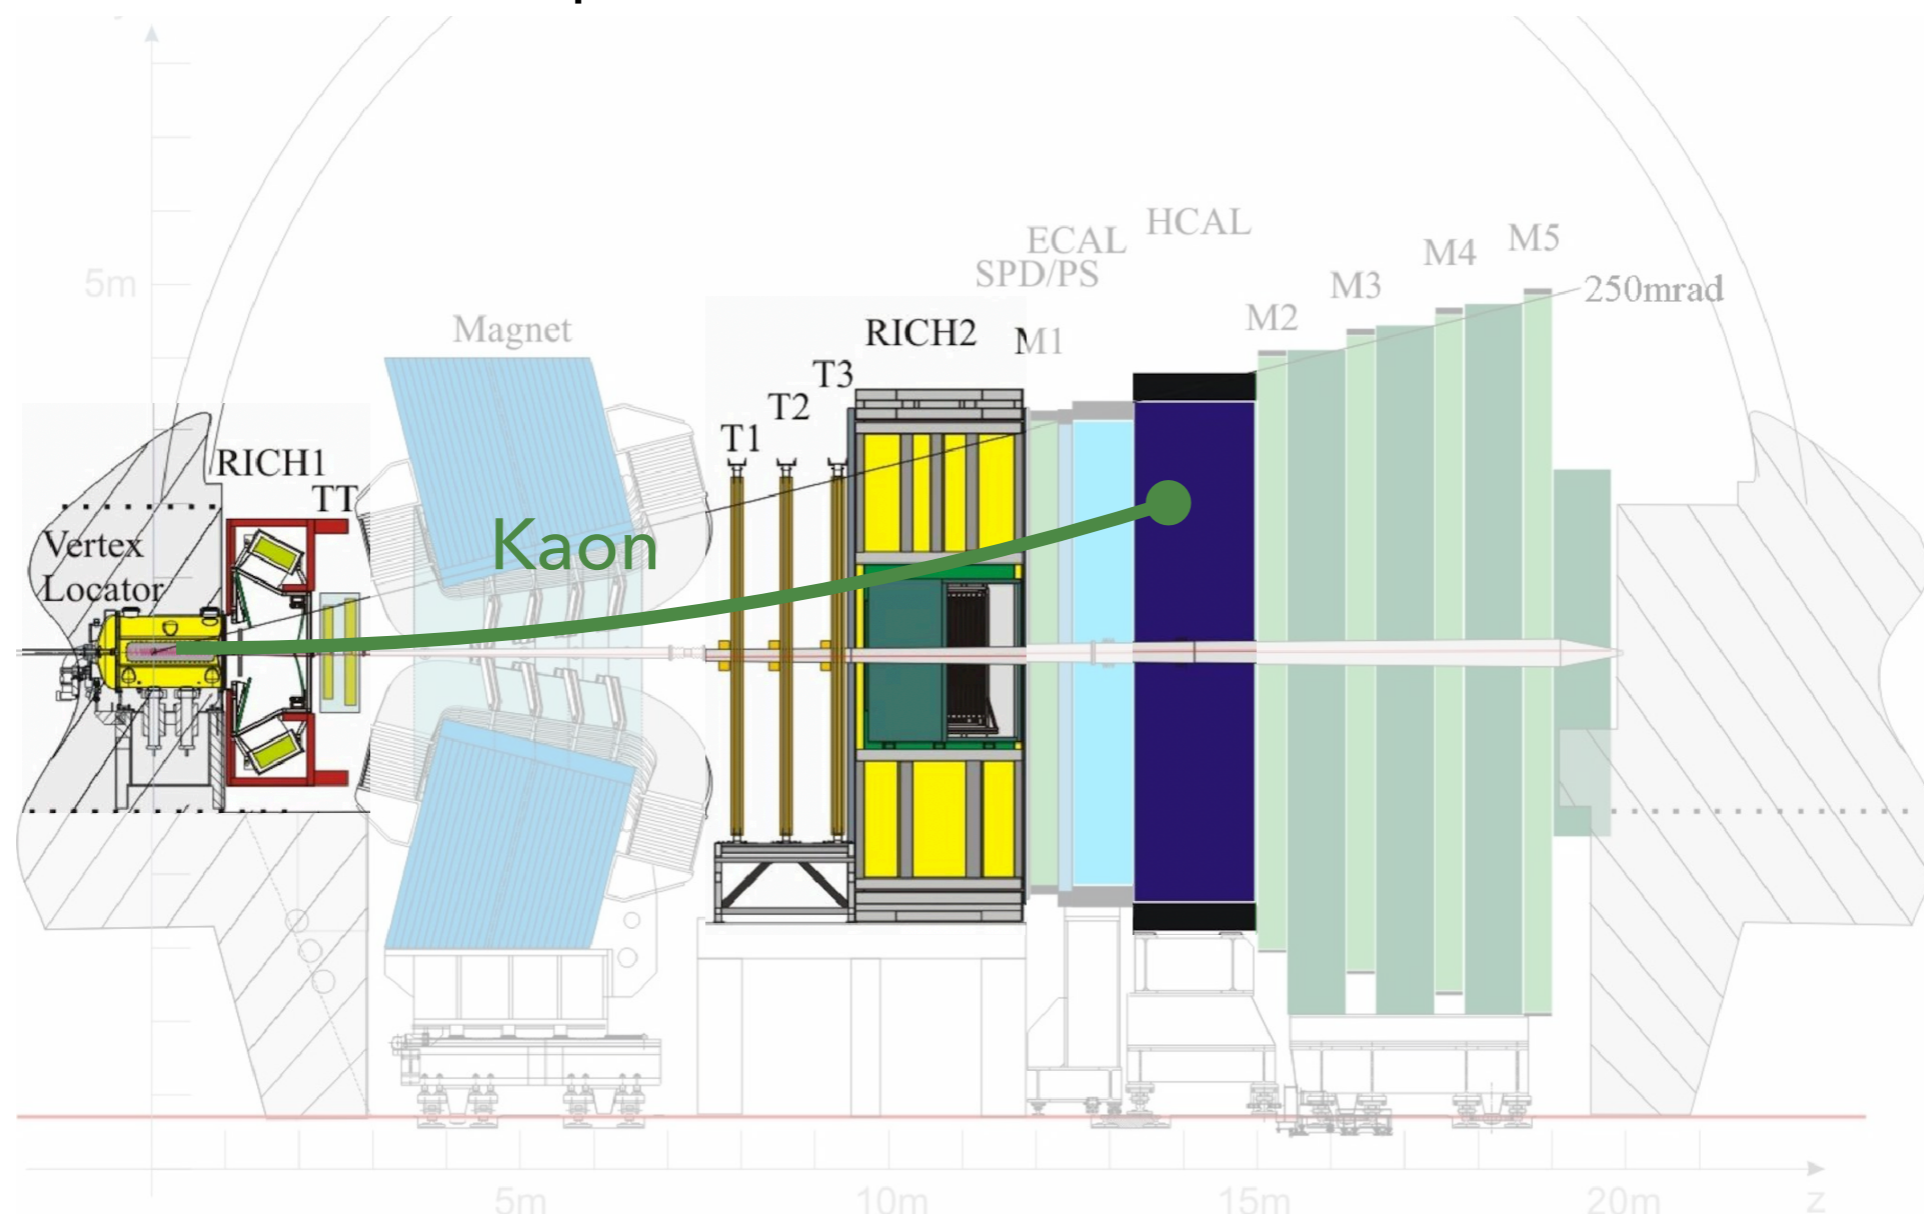 HCAL
ECAL
SPD/PS
M5
M4
M3
M2
250mrad
5m
Magnet
RICH2
M1
T3
T2
T1
RICH1
TT
Kaon
Vertex
Locator
5m
10m
15m
20m
z